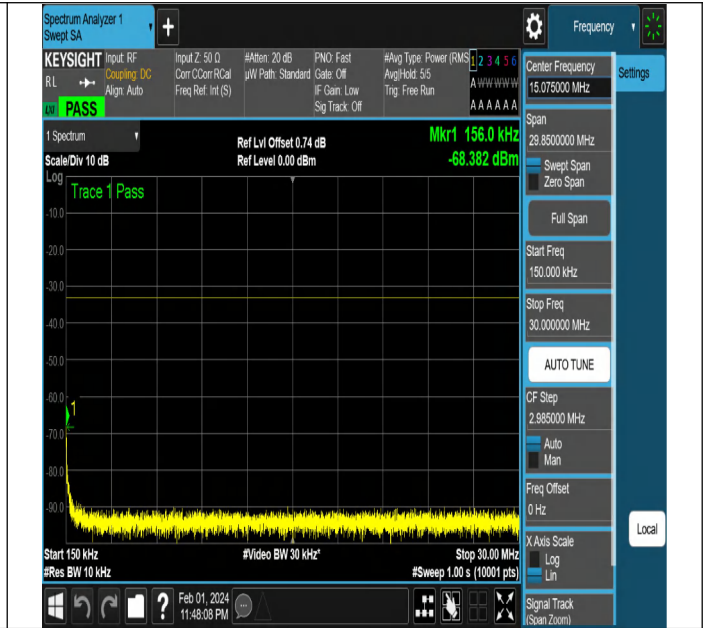 Spectrum Analyzer 1
Swept SA
+
Frequency
KEYSIGHT
RL
LXI
PASS
Input: RF
Coupling: DC
Align: Auto
Input Z: 50 Ω
Corr CCorr RCal
Freq Ref: Int (S)
#Atten: 20 dB
µW Path: Standard
PNO: Fast
Gate: Off
IF Gain: Low
Sig Track: Off
#Avg Type: Power (RMS
Avg|Hold: 5/5
Trig: Free Run
1 2 3 4 5 6
A W W W W W
A A A A A A
1 Spectrum
Scale/Div 10 dB
Log
Ref Lvl Offset 0.74 dB
Ref Level 0.00 dBm
Mkr1 156.0 kHz
-68.382 dBm
Trace 1 Pass
-10.0
-20.0
-30.0
-40.0
-50.0
-60.0
1
-70.0
-80.0
-90.0
Start 150 kHz
#Video BW 30 kHz*
Stop 30.00 MHz
#Res BW 10 kHz
#Sweep 1.00 s (10001 pts)
?
Feb 01, 2024
11:48:08 PM
Center Frequency
15.075000 MHz
Settings
Span
29.8500000 MHz
Swept Span
Zero Span
Full Span
Start Freq
150.000 kHz
Stop Freq
30.000000 MHz
AUTO TUNE
CF Step
2.985000 MHz
Auto
Man
Freq Offset
0 Hz
Local
X Axis Scale
Log
Lin
Signal Track
(Span Zoom)